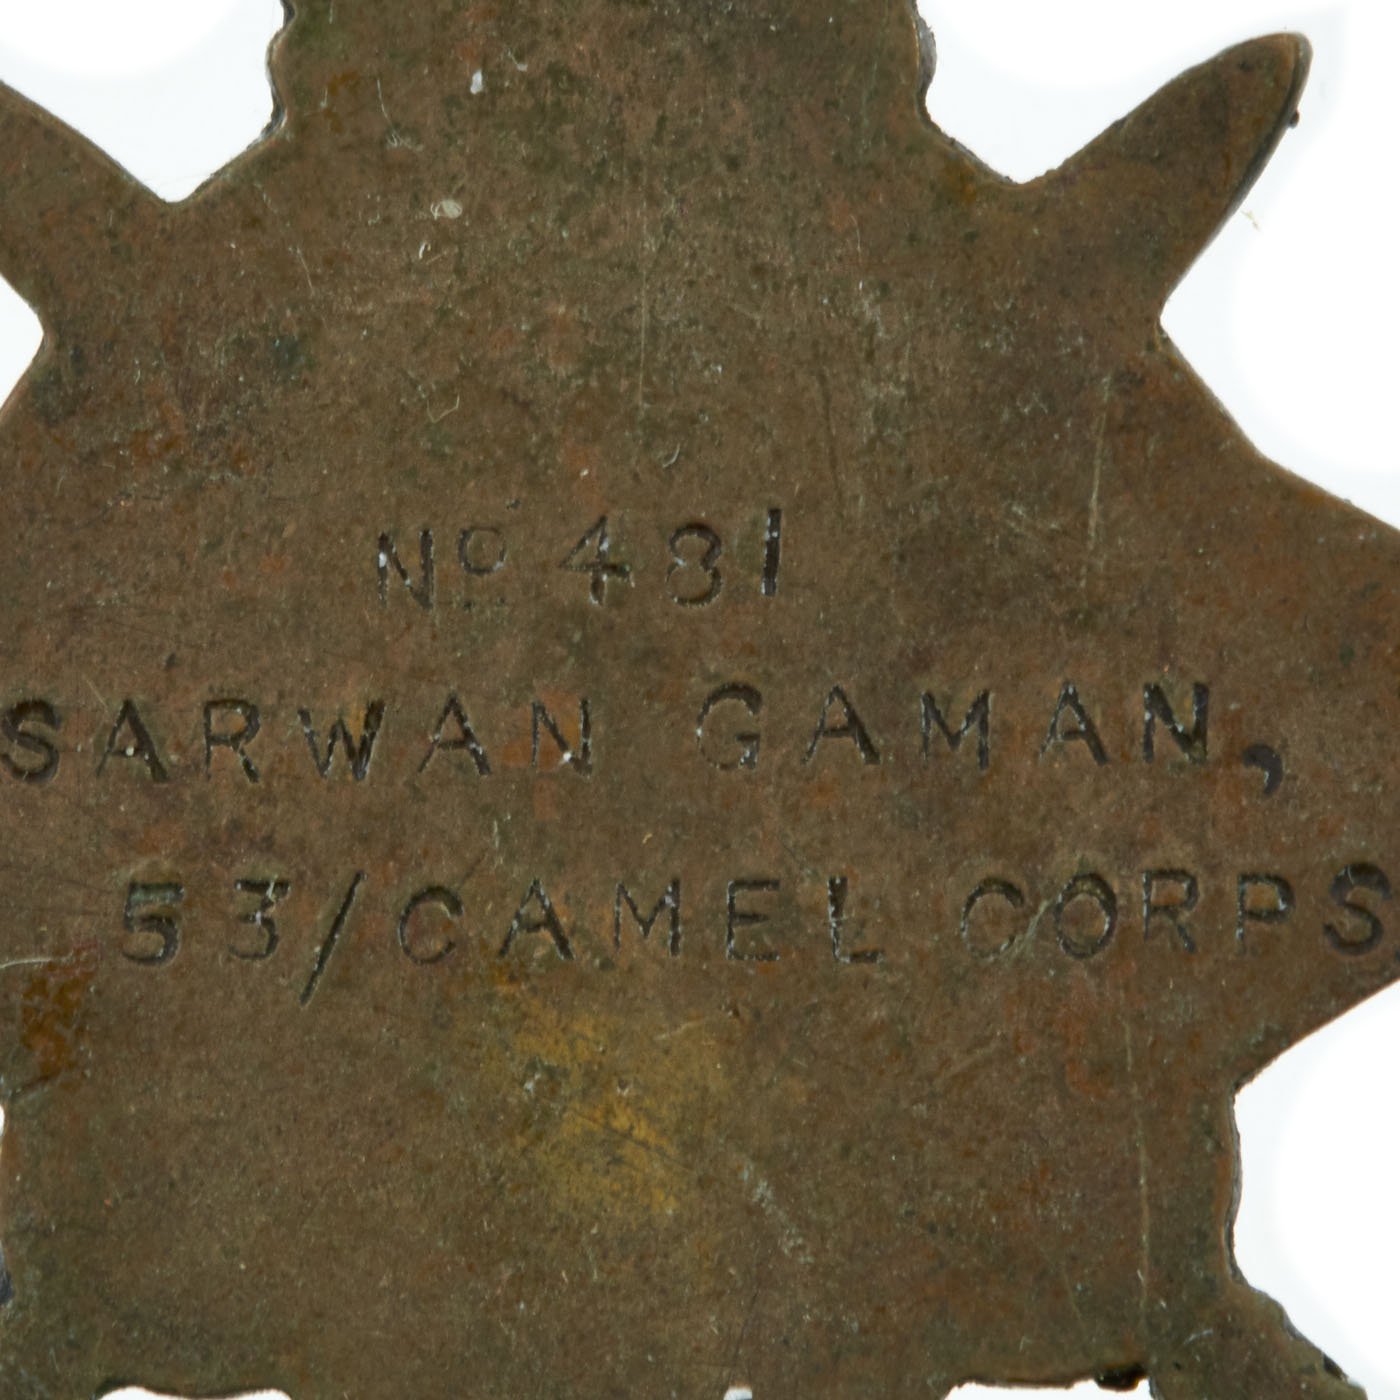 No 481
SARWAN GAMAN,
53/CAMEL CORPS